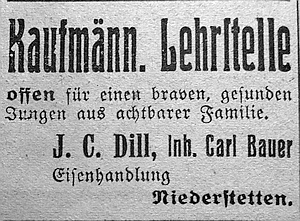 Kaufmänn. Lehrstelle
offen für einen braven, gesunden
Jungen aus achtbarer Familie.
J. C. Dill, Inh. Carl Bauer
Eisenhandlung
Niederstetten.